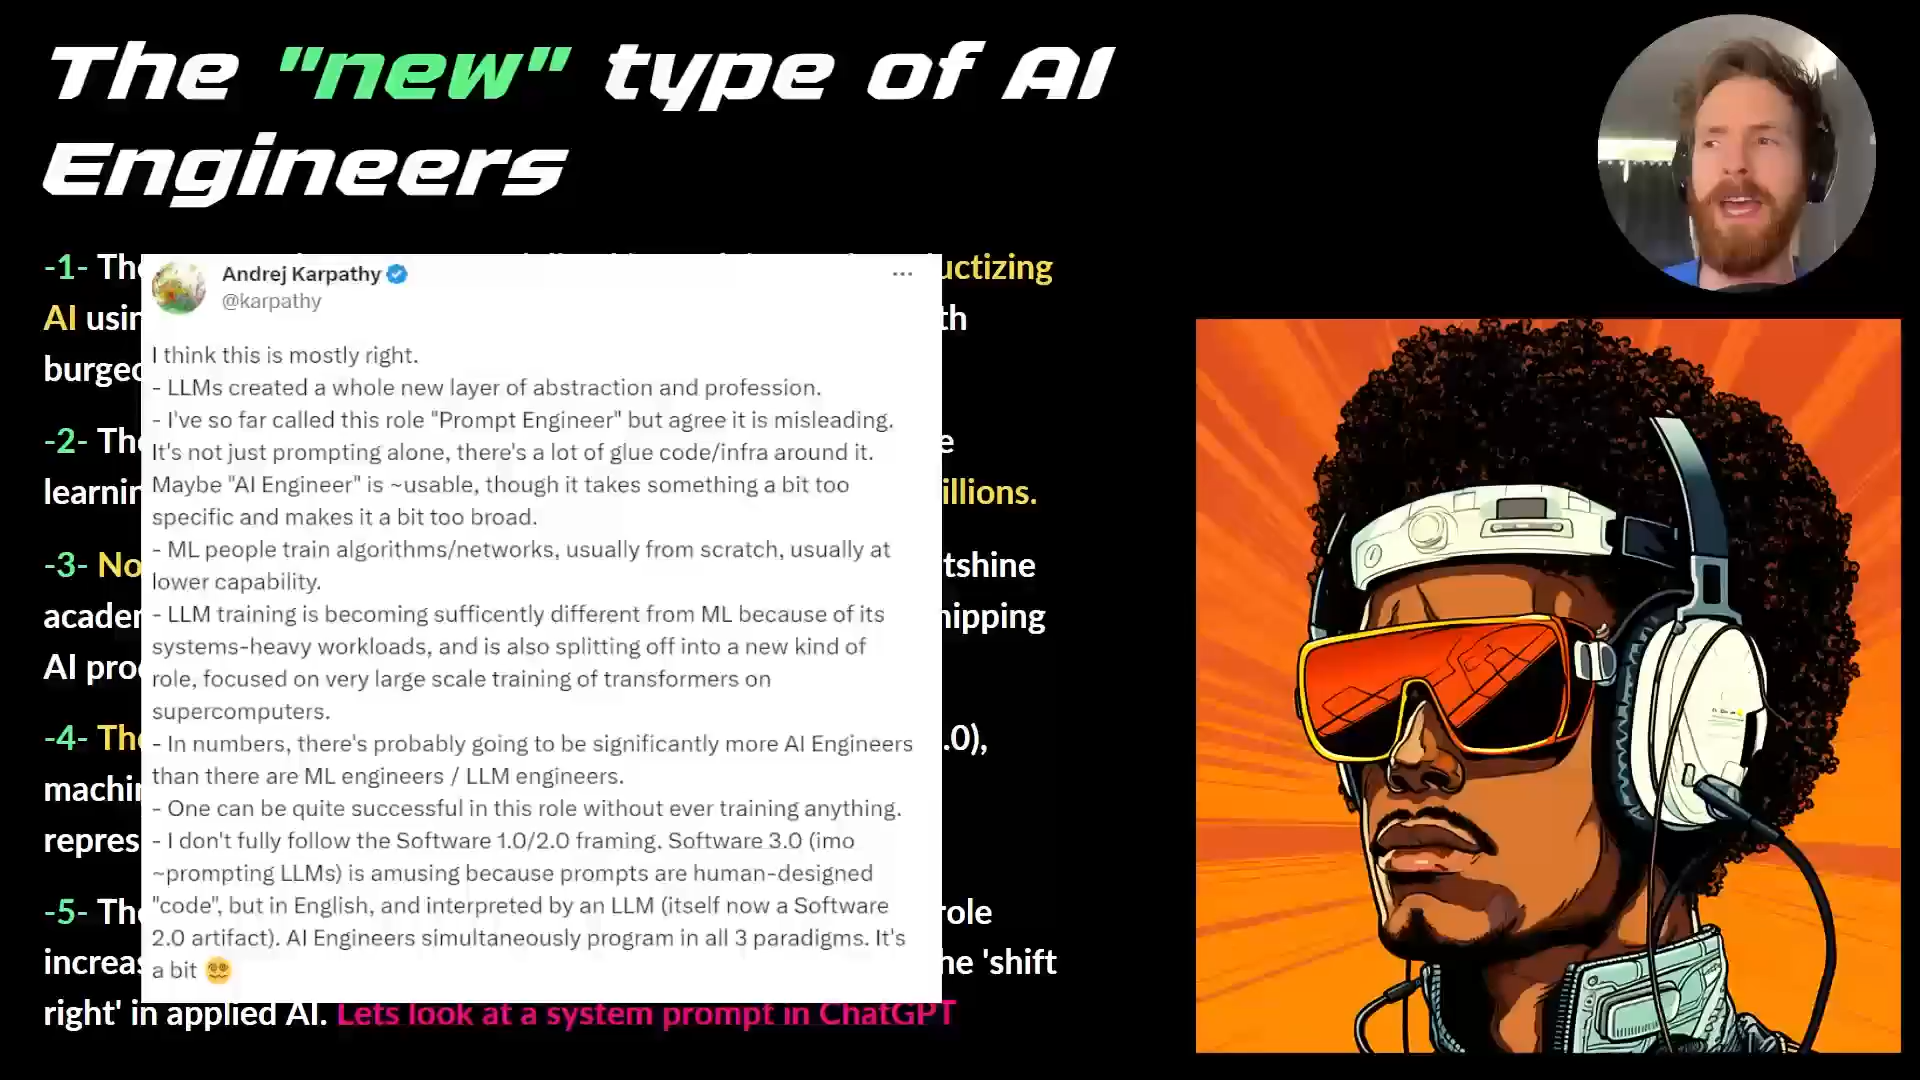 The "new" type of AI
Engineers
-1- The
uctizing
AI usin
th
burgeo
-2- The
e
learnin
illions.
-3- No
tshine
acader
hipping
AI pro
-4- The
.0),
machin
repres
-5- The
role
increas
he 'shift
right' in applied AI. Lets look at a system prompt in ChatGPT
Andrej Karpathy
...
@karpathy
I think this is mostly right.
- LLMs created a whole new layer of abstraction and profession.
- I've so far called this role "Prompt Engineer" but agree it is misleading.
It's not just prompting alone, there's a lot of glue code/infra around it.
Maybe "AI Engineer" is ~usable, though it takes something a bit too
specific and makes it a bit too broad.
- ML people train algorithms/networks, usually from scratch, usually at
lower capability.
- LLM training is becoming sufficently different from ML because of its
systems-heavy workloads, and is also splitting off into a new kind of
role, focused on very large scale training of transformers on
supercomputers.
- In numbers, there's probably going to be significantly more AI Engineers
than there are ML engineers / LLM engineers.
- One can be quite successful in this role without ever training anything.
- I don't fully follow the Software 1.0/2.0 framing. Software 3.0 (imo
~prompting LLMs) is amusing because prompts are human-designed
"code", but in English, and interpreted by an LLM (itself now a Software
2.0 artifact). AI Engineers simultaneously program in all 3 paradigms. It's
a bit 😵‍💫